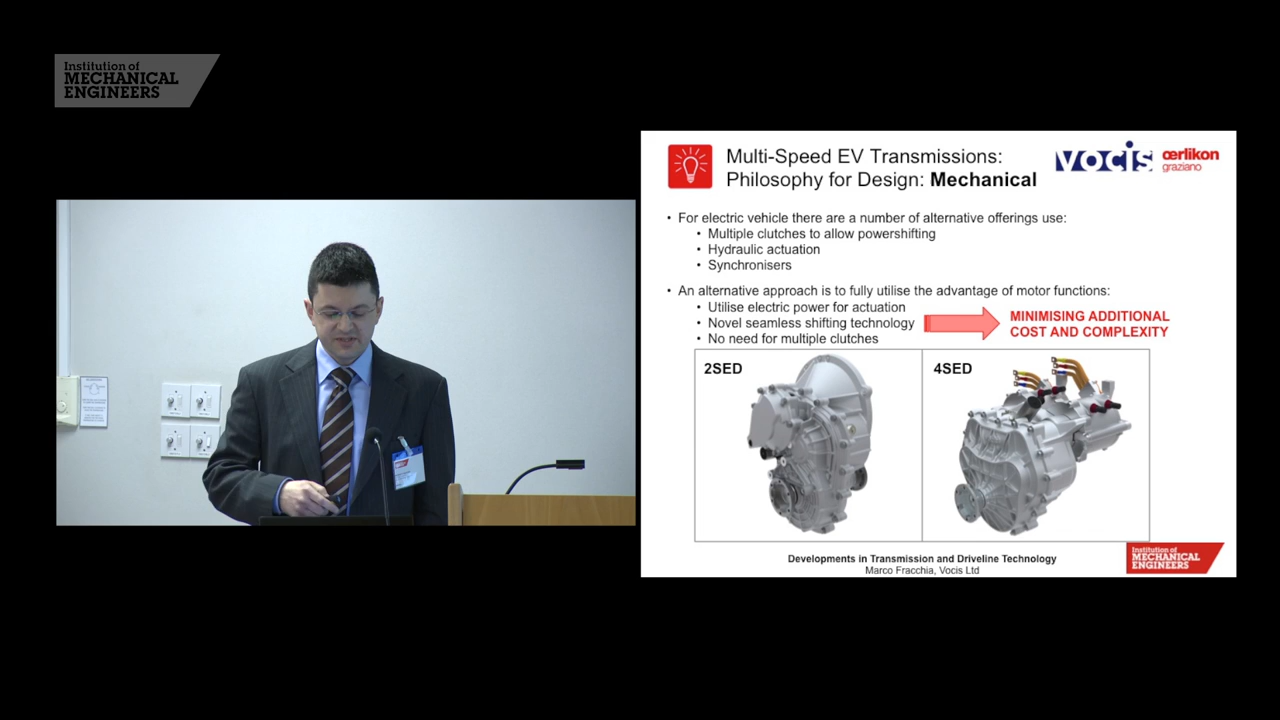 Institution of
MECHANICAL
ENGINEERS
Multi-Speed EV Transmissions:
Philosophy for Design: Mechanical
vocis
œrlikon
graziano
• For electric vehicle there are a number of alternative offerings use:
• Multiple clutches to allow powershifting
• Hydraulic actuation
• Synchronisers
• An alternative approach is to fully utilise the advantage of motor functions:
• Utilise electric power for actuation
• Novel seamless shifting technology
• No need for multiple clutches
MINIMISING ADDITIONAL
COST AND COMPLEXITY
2SED
4SED
Developments in Transmission and Driveline Technology
Marco Fracchia, Vocis Ltd
Institution of
MECHANICAL
ENGINEERS